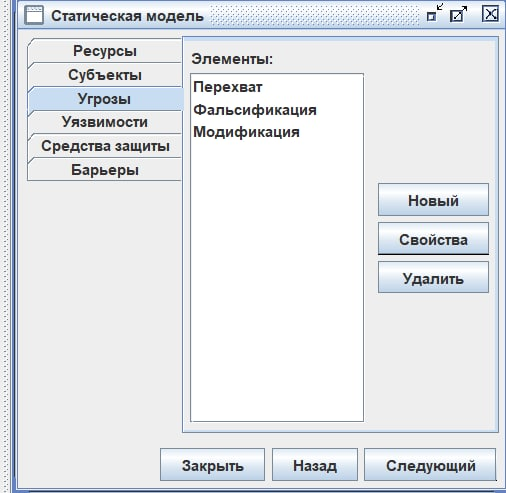 Статическая модель
Ресурсы
Субъекты
Угрозы
Уязвимости
Средства защиты
Барьеры
Элементы:
Перехват
Фальсификация
Модификация
Новый
Свойства
Удалить
Закрыть
Назад
Следующий